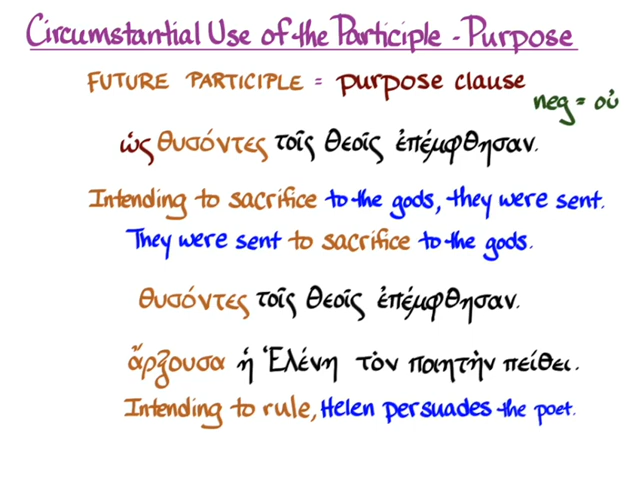 Circumstantial Use of the Participle - Purpose
FUTURE PARTICIPLE = purpose clause
neg = οὐ
ὡς θυσόντες τοῖς θεοῖς ἐπέμφθησαν.
Intending to sacrifice to the gods, they were sent.
They were sent to sacrifice to the gods.
θυσόντες τοῖς θεοῖς ἐπέμφθησαν.
ἄρξουσα ἡ Ἑλένη τὸν ποιητὴν πείθει.
Intending to rule, Helen persuades the poet.